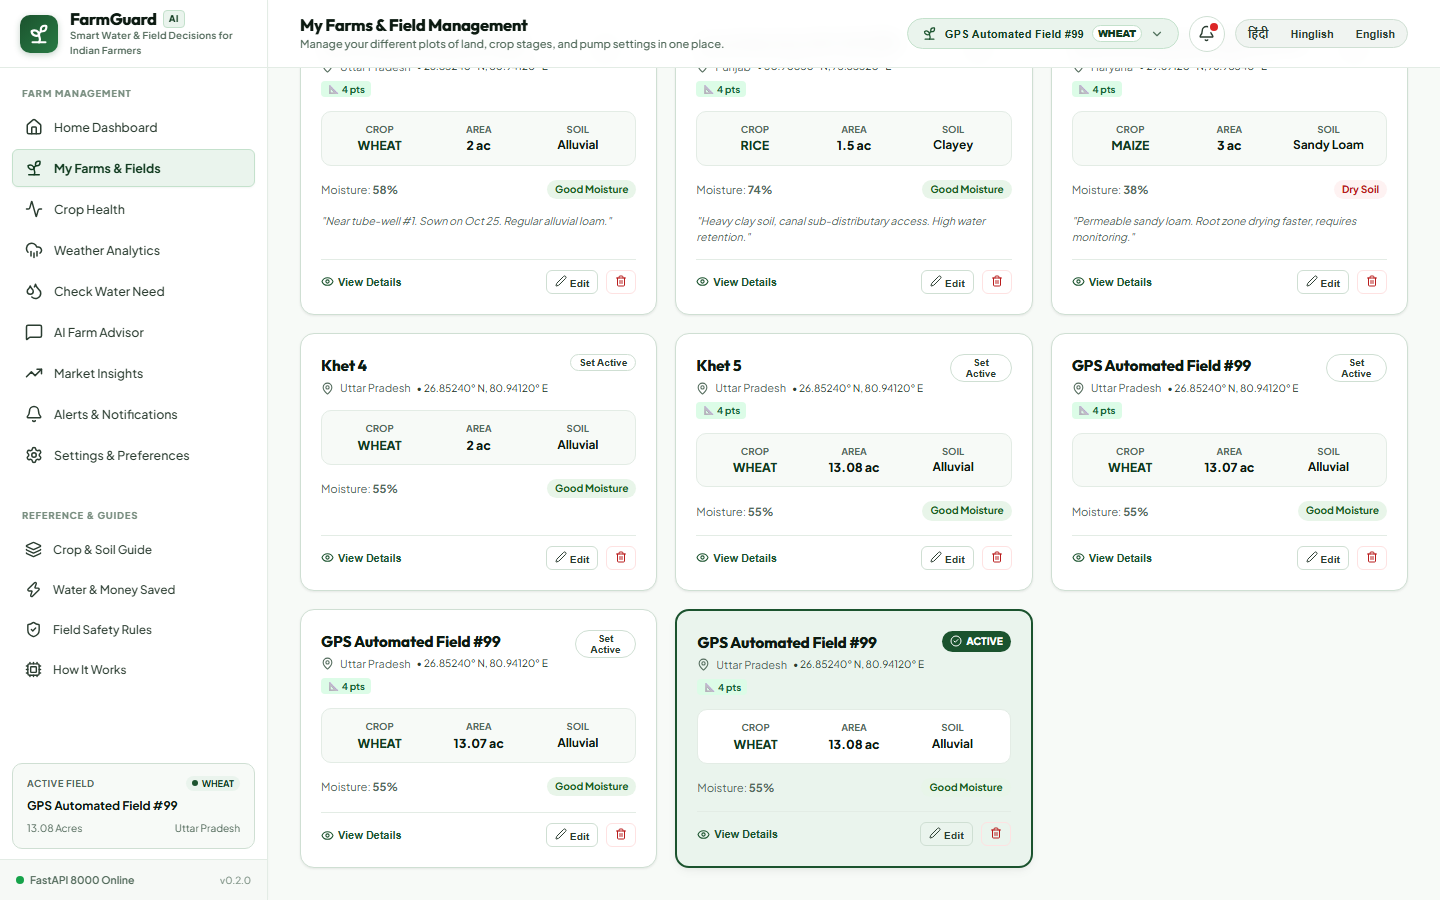 FarmGuard AI
Smart Water & Field Decisions for
Indian Farmers
My Farms & Field Management
Manage your different plots of land, crop stages, and pump settings in one place.
GPS Automated Field #99 WHEAT
हिंदी Hinglish English
FARM MANAGEMENT
Home Dashboard
My Farms & Fields
Crop Health
Weather Analytics
Check Water Need
AI Farm Advisor
Market Insights
Alerts & Notifications
Settings & Preferences
REFERENCE & GUIDES
Crop & Soil Guide
Water & Money Saved
Field Safety Rules
How It Works
ACTIVE FIELD WHEAT
GPS Automated Field #99
13.08 Acres Uttar Pradesh
FastAPI 8000 Online v0.2.0
Uttar Pradesh
4 pts
CROP AREA SOIL
WHEAT 2 ac Alluvial
Moisture: 58% Good Moisture
"Near tube-well #1. Sown on Oct 25. Regular alluvial loam."
View Details Edit
Punjab
4 pts
CROP AREA SOIL
RICE 1.5 ac Clayey
Moisture: 74% Good Moisture
"Heavy clay soil, canal sub-distributary access. High water
retention."
View Details Edit
Haryana
4 pts
CROP AREA SOIL
MAIZE 3 ac Sandy Loam
Moisture: 38% Dry Soil
"Permeable sandy loam. Root zone drying faster, requires
monitoring."
View Details Edit
Khet 4 Set Active
Uttar Pradesh • 26.85240° N, 80.94120° E
CROP AREA SOIL
WHEAT 2 ac Alluvial
Moisture: 55% Good Moisture
View Details Edit
Khet 5 Set
Active
Uttar Pradesh • 26.85240° N, 80.94120° E
4 pts
CROP AREA SOIL
WHEAT 13.08 ac Alluvial
Moisture: 55% Good Moisture
View Details Edit
GPS Automated Field #99 Set
Active
Uttar Pradesh • 26.85240° N, 80.94120° E
4 pts
CROP AREA SOIL
WHEAT 13.07 ac Alluvial
Moisture: 55% Good Moisture
View Details Edit
GPS Automated Field #99 Set
Active
Uttar Pradesh • 26.85240° N, 80.94120° E
4 pts
CROP AREA SOIL
WHEAT 13.07 ac Alluvial
Moisture: 55% Good Moisture
View Details Edit
GPS Automated Field #99 ACTIVE
Uttar Pradesh • 26.85240° N, 80.94120° E
4 pts
CROP AREA SOIL
WHEAT 13.08 ac Alluvial
Moisture: 55% Good Moisture
View Details Edit